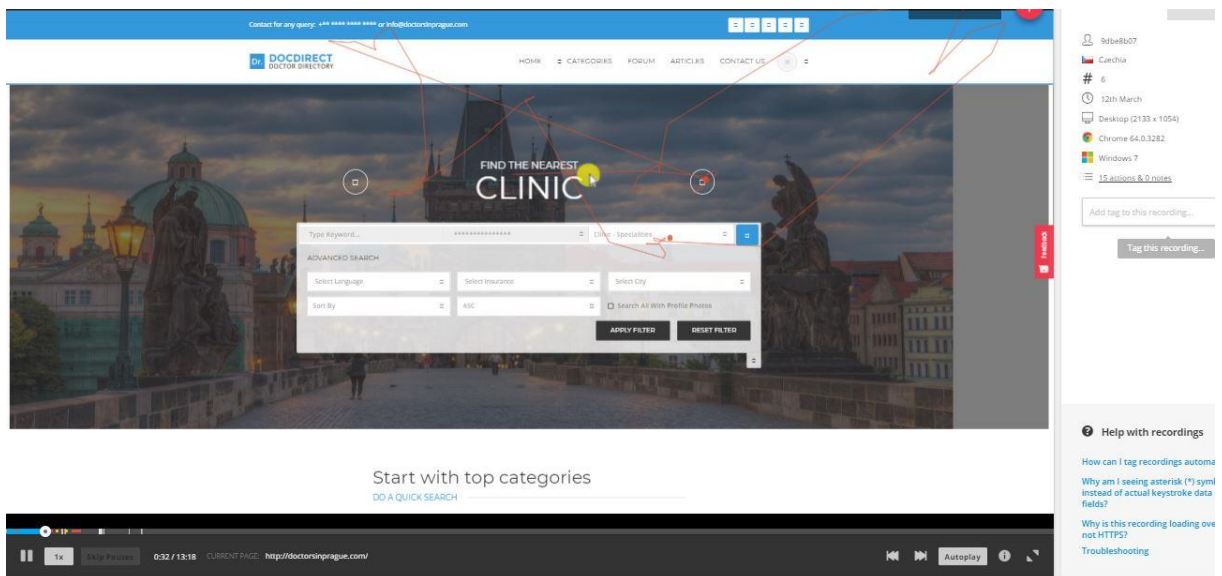 Contact for any query: +** **** **** **** or info@doctorsinprague.com
Dr. DOCDIRECT
DOCTOR DIRECTORY
HOME CATEGORIES FORUM ARTICLES CONTACT US
FIND THE NEAREST
CLINIC
Type Keyword... *************** Clinic - Specialities
ADVANCED SEARCH
Select Language Select Insurance Select City
Sort By ASC Search All With Profile Photos
APPLY FILTER RESET FILTER
Feedback
Start with top categories
DO A QUICK SEARCH
1x Skip Pauses 0:32 / 13:18 CURRENT PAGE: http://doctorsinprague.com/ Autoplay
9dbe8b07
Czechia
# 6
12th March
Desktop (2133 x 1054)
Chrome 64.0.3282
Windows 7
15 actions & 0 notes
Add tag to this recording...
Tag this recording...
Help with recordings
How can I tag recordings automa
Why am I seeing asterisk (*) symb
instead of actual keystroke data
fields?
Why is this recording loading ove
not HTTPS?
Troubleshooting